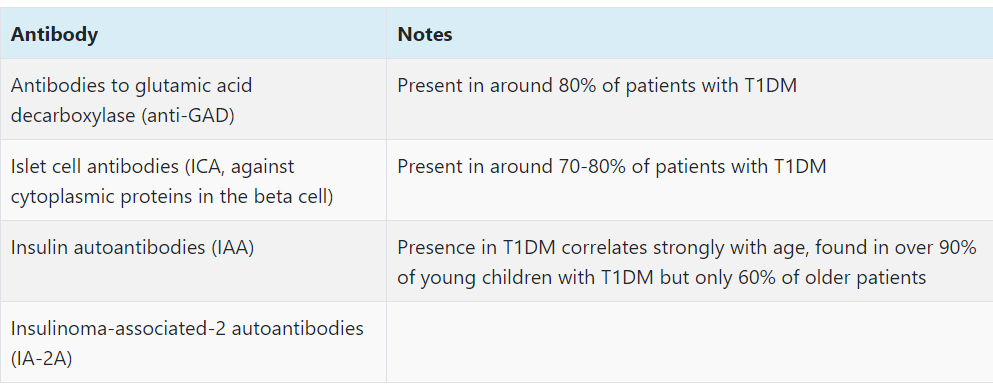 Antibody
Notes
Antibodies to glutamic acid
decarboxylase (anti-GAD)
Present in around 80% of patients with T1DM
Islet cell antibodies (ICA, against
cytoplasmic proteins in the beta cell)
Present in around 70-80% of patients with T1DM
Insulin autoantibodies (IAA)
Presence in T1DM correlates strongly with age, found in over 90%
of young children with T1DM but only 60% of older patients
Insulinoma-associated-2 autoantibodies
(IA-2A)